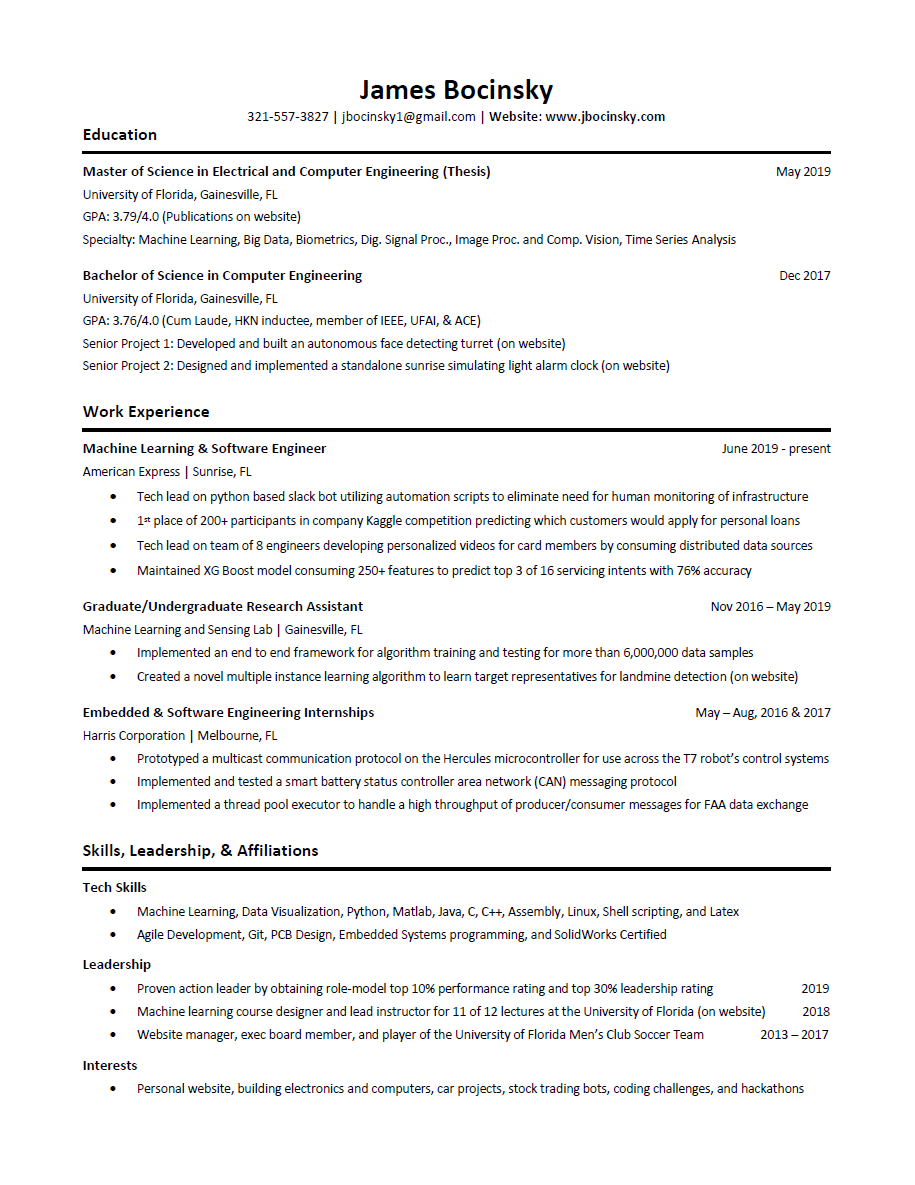 James Bocinsky
321-557-3827 | jbocinsky1@gmail.com | Website: www.jbocinsky.com
Education
Master of Science in Electrical and Computer Engineering (Thesis) May 2019
University of Florida, Gainesville, FL
GPA: 3.79/4.0 (Publications on website)
Specialty: Machine Learning, Big Data, Biometrics, Dig. Signal Proc., Image Proc. and Comp. Vision, Time Series Analysis
Bachelor of Science in Computer Engineering Dec 2017
University of Florida, Gainesville, FL
GPA: 3.76/4.0 (Cum Laude, HKN inductee, member of IEEE, UFAI, & ACE)
Senior Project 1: Developed and built an autonomous face detecting turret (on website)
Senior Project 2: Designed and implemented a standalone sunrise simulating light alarm clock (on website)
Work Experience
Machine Learning & Software Engineer June 2019 - present
American Express | Sunrise, FL
• Tech lead on python based slack bot utilizing automation scripts to eliminate need for human monitoring of infrastructure
• 1st place of 200+ participants in company Kaggle competition predicting which customers would apply for personal loans
• Tech lead on team of 8 engineers developing personalized videos for card members by consuming distributed data sources
• Maintained XG Boost model consuming 250+ features to predict top 3 of 16 servicing intents with 76% accuracy
Graduate/Undergraduate Research Assistant Nov 2016 – May 2019
Machine Learning and Sensing Lab | Gainesville, FL
• Implemented an end to end framework for algorithm training and testing for more than 6,000,000 data samples
• Created a novel multiple instance learning algorithm to learn target representatives for landmine detection (on website)
Embedded & Software Engineering Internships May – Aug, 2016 & 2017
Harris Corporation | Melbourne, FL
• Prototyped a multicast communication protocol on the Hercules microcontroller for use across the T7 robot's control systems
• Implemented and tested a smart battery status controller area network (CAN) messaging protocol
• Implemented a thread pool executor to handle a high throughput of producer/consumer messages for FAA data exchange
Skills, Leadership, & Affiliations
Tech Skills
• Machine Learning, Data Visualization, Python, Matlab, Java, C, C++, Assembly, Linux, Shell scripting, and Latex
• Agile Development, Git, PCB Design, Embedded Systems programming, and SolidWorks Certified
Leadership
• Proven action leader by obtaining role-model top 10% performance rating and top 30% leadership rating 2019
• Machine learning course designer and lead instructor for 11 of 12 lectures at the University of Florida (on website) 2018
• Website manager, exec board member, and player of the University of Florida Men's Club Soccer Team 2013 – 2017
Interests
• Personal website, building electronics and computers, car projects, stock trading bots, coding challenges, and hackathons